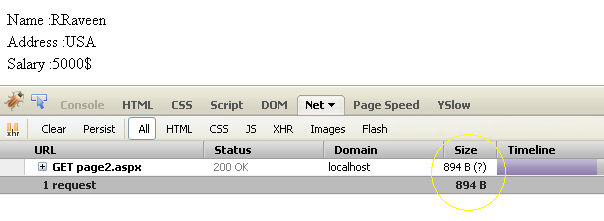 Name :RRaveen
Address :USA
Salary :5000$
Console HTML CSS Script DOM Net Page Speed YSlow
xhr Clear Persist All HTML CSS JS XHR Images Flash
URL Status Domain Size Timeline
GET page2.aspx 200 OK localhost 894 B (?)
1 request 894 B